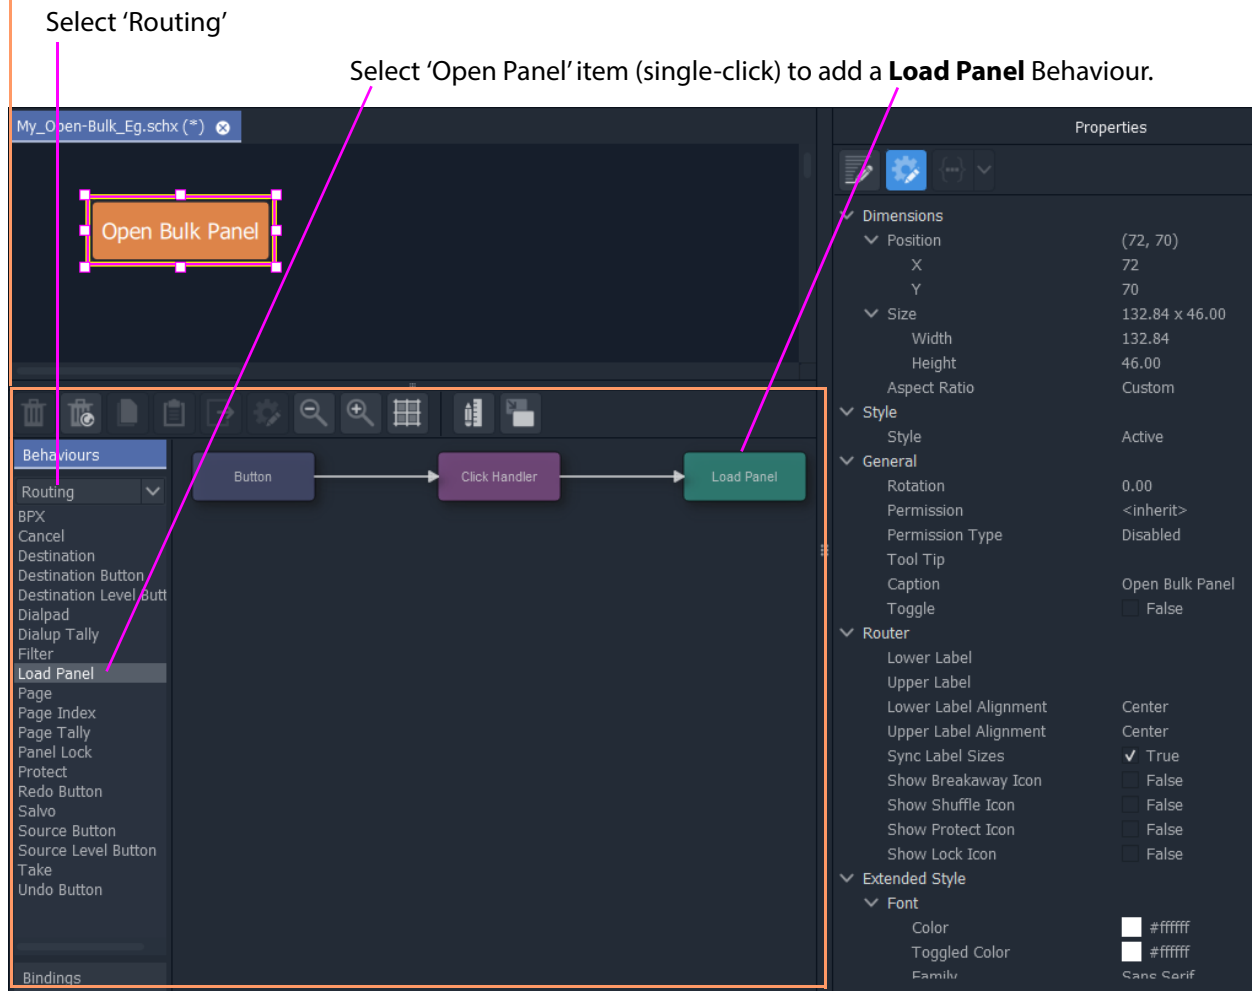 Select ‘Routing’
Select ‘Open Panel’ item (single-click) to add a Load Panel Behaviour.
My_Open-Bulk_Eg.schx (*)
Open Bulk Panel
Behaviours
Routing
BPX
Cancel
Destination
Destination Button
Destination Level Butt
Dialpad
Dialup Tally
Filter
Load Panel
Page
Page Index
Page Tally
Panel Lock
Protect
Redo Button
Salvo
Source Button
Source Level Button
Take
Undo Button
Bindings
Button
Click Handler
Load Panel
Properties
Dimensions
Position (72, 70)
X 72
Y 70
Size 132.84 x 46.00
Width 132.84
Height 46.00
Aspect Ratio Custom
Style
Style Active
General
Rotation 0.00
Permission <inherit>
Permission Type Disabled
Tool Tip
Caption Open Bulk Panel
Toggle False
Router
Lower Label
Upper Label
Lower Label Alignment Center
Upper Label Alignment Center
Sync Label Sizes True
Show Breakaway Icon False
Show Shuffle Icon False
Show Protect Icon False
Show Lock Icon False
Extended Style
Font
Color #ffffff
Toggled Color #ffffff
Family Sans Serif